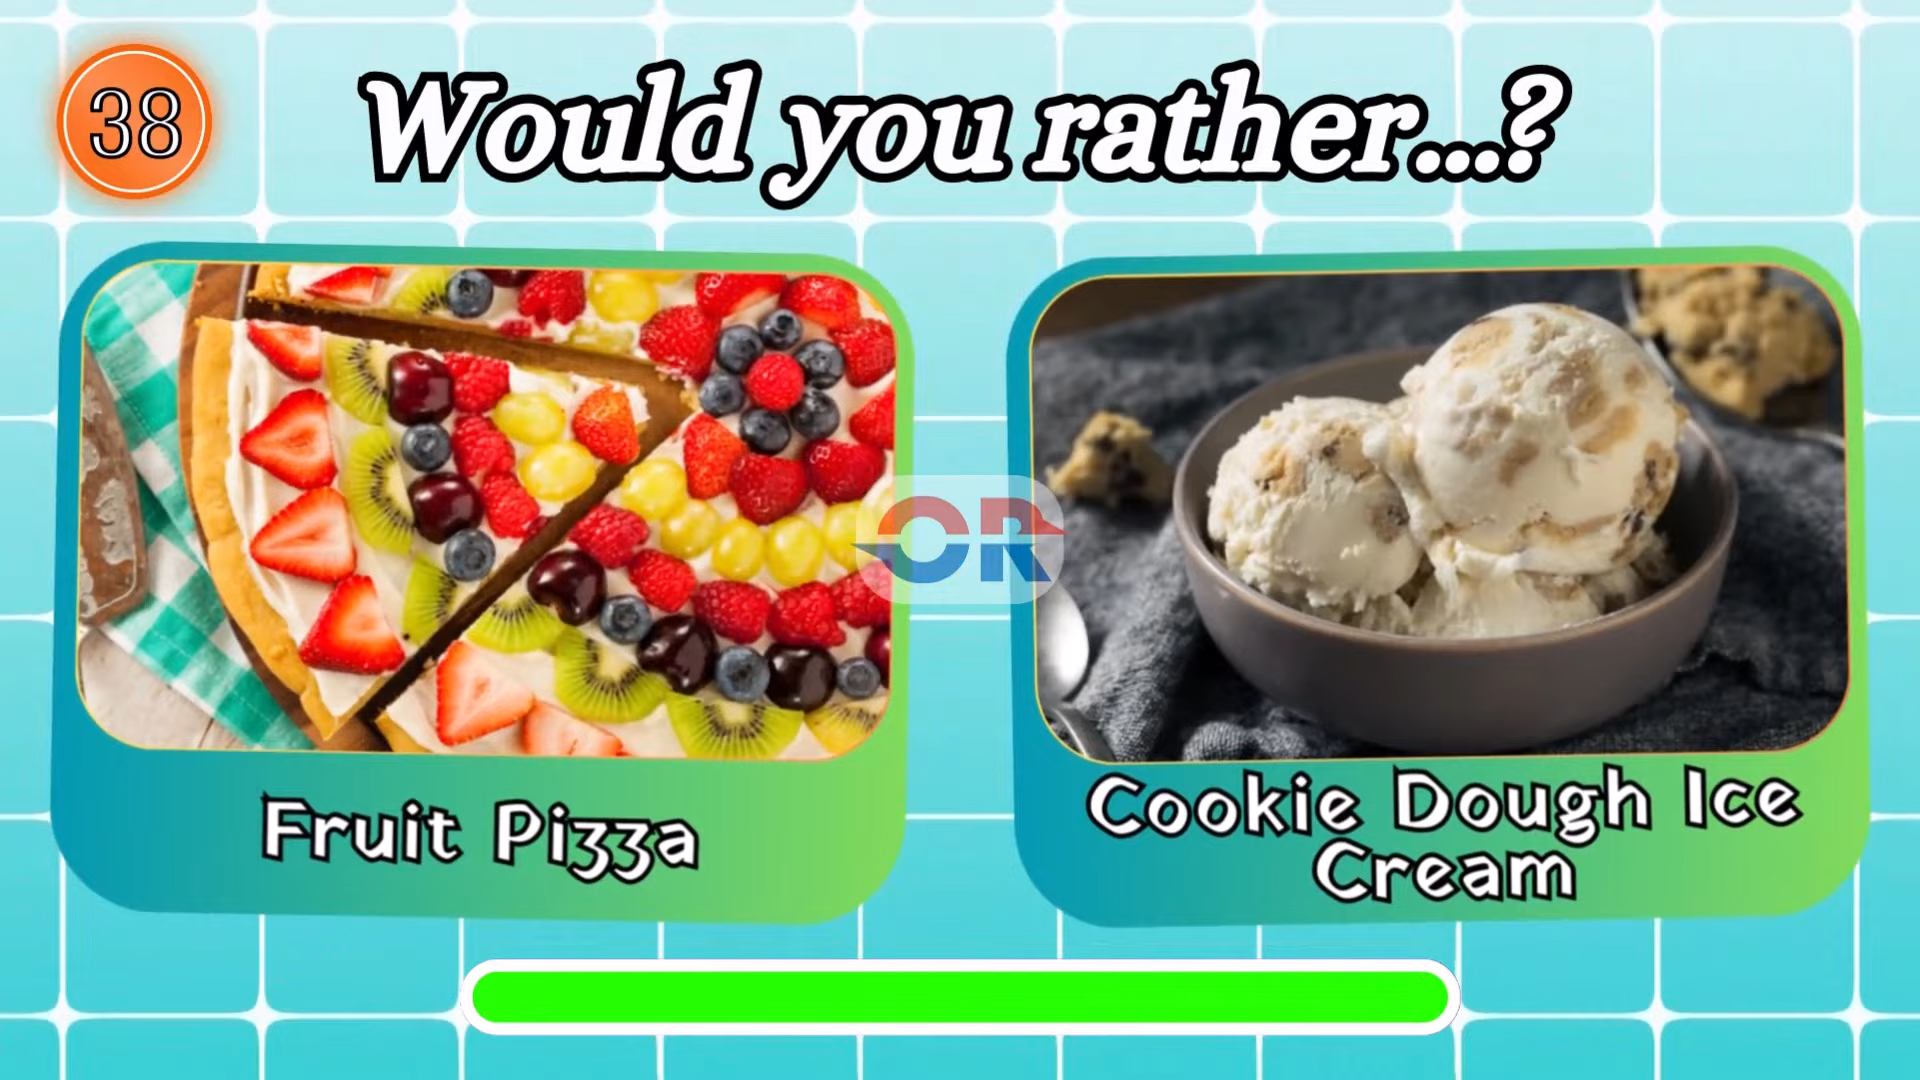 38
Would you rather...?
OR
Fruit Pizza
Cookie Dough Ice
Cream